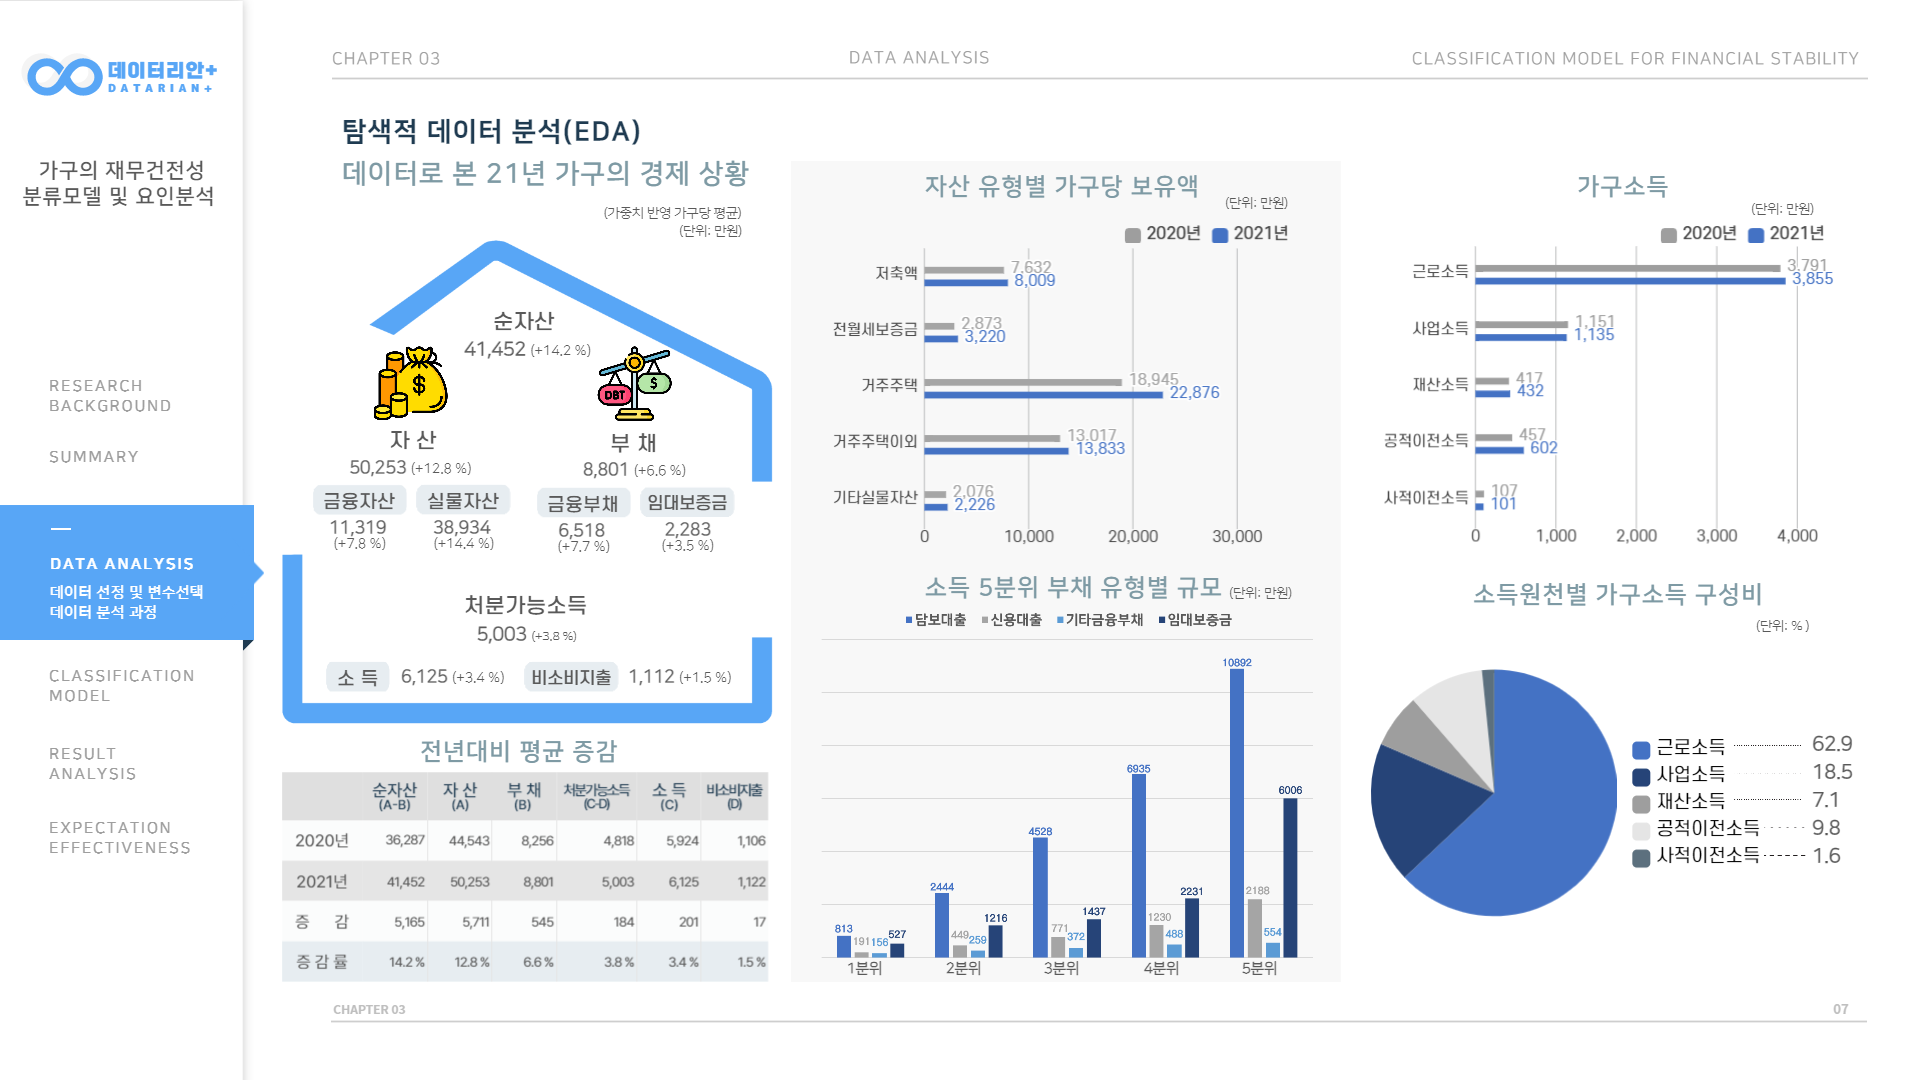 데이터리안+
DATARIAN+
가구의 재무건전성
분류모델 및 요인분석
RESEARCH
BACKGROUND
SUMMARY
DATA ANALYSIS
데이터 선정 및 변수선택
데이터 분석 과정
CLASSIFICATION
MODEL
RESULT
ANALYSIS
EXPECTATION
EFFECTIVENESS
CHAPTER 03
DATA ANALYSIS
CLASSIFICATION MODEL FOR FINANCIAL STABILITY
탐색적 데이터 분석(EDA)
데이터로 본 21년 가구의 경제 상황
(가중치 반영 가구당 평균)
(단위: 만원)
순자산
41,452 (+14.2 %)
$
DBT
$
자 산
50,253 (+12.8 %)
부 채
8,801 (+6.6 %)
금융자산 실물자산 금융부채 임대보증금
11,319 38,934 6,518 2,283
(+7.8 %) (+14.4 %) (+7.7 %) (+3.5 %)
처분가능소득
5,003 (+3.8 %)
소 득 6,125 (+3.4 %) 비소비지출 1,112 (+1.5 %)
전년대비 평균 증감
순자산 자 산 부 채 처분가능소득 소 득 비소비지출
(A-B) (A) (B) (C-D) (C) (D)
2020년 36,287 44,543 8,256 4,818 5,924 1,106
2021년 41,452 50,253 8,801 5,003 6,125 1,122
증 감 5,165 5,711 545 184 201 17
증 감 률 14.2 % 12.8 % 6.6 % 3.8 % 3.4 % 1.5 %
자산 유형별 가구당 보유액
(단위: 만원)
2020년 2021년
저축액 7,632
8,009
전월세보증금 2,873
3,220
거주주택 18,945
22,876
거주주택이외 13,017
13,833
기타실물자산 2,076
2,226
0 10,000 20,000 30,000
소득 5분위 부채 유형별 규모 (단위: 만원)
담보대출 신용대출 기타금융부채 임대보증금
813 191 156 527
2444 449 259 1216
4528 771 372 1437
6935 1230 488 2231
10892 2188 554 6006
1분위 2분위 3분위 4분위 5분위
가구소득
(단위: 만원)
2020년 2021년
근로소득 3,791
3,855
사업소득 1,151
1,135
재산소득 417
432
공적이전소득 457
602
사적이전소득 107
101
0 1,000 2,000 3,000 4,000
소득원천별 가구소득 구성비
(단위: % )
근로소득 62.9
사업소득 18.5
재산소득 7.1
공적이전소득 9.8
사적이전소득 1.6
CHAPTER 03
07